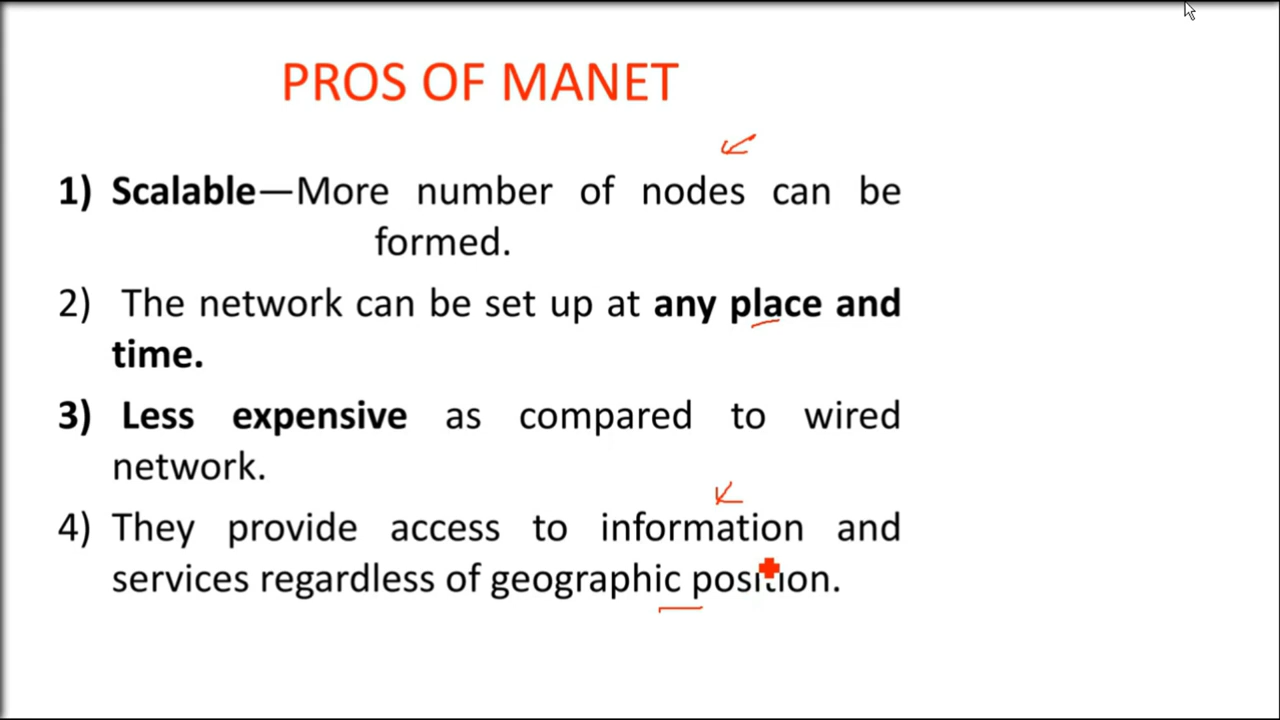 PROS OF MANET
1) Scalable—More number of nodes can be
formed.
2) The network can be set up at any place and
time.
3) Less expensive as compared to wired
network.
4) They provide access to information and
services regardless of geographic position.